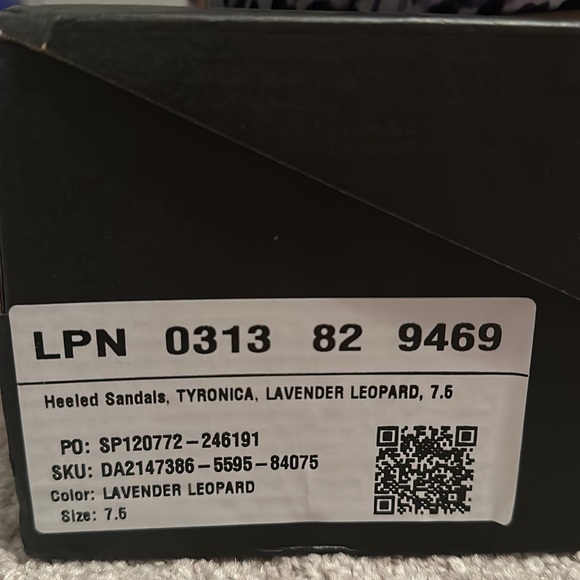 LPN 0313 82 9469
Heeled Sandals, TYRONICA, LAVENDER LEOPARD, 7.5
PO: SP120772-246191
SKU: DA2147386-5595-84075
Color: LAVENDER LEOPARD
Size: 7.5